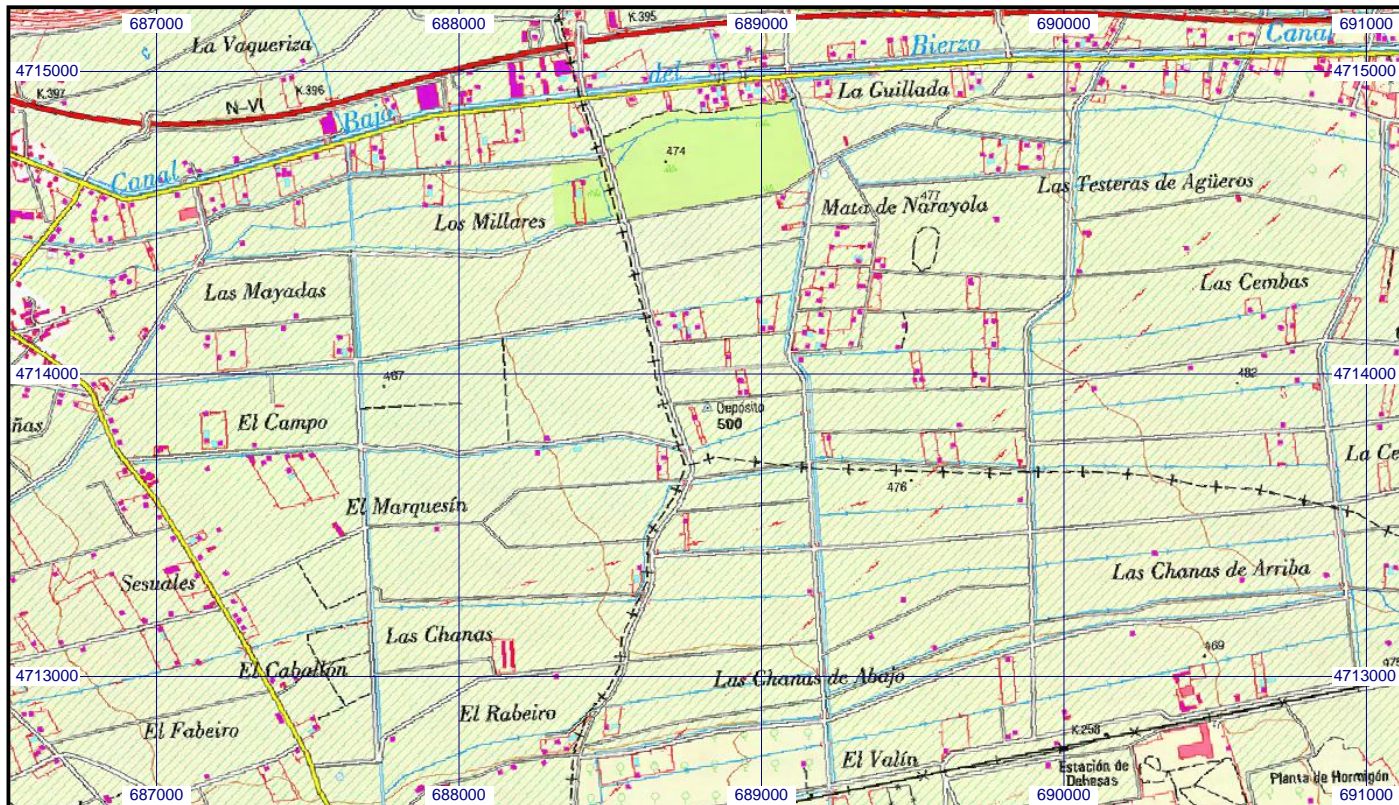 687000 688000 689000 690000 691000
K.395
La Vaqueriza
Bierzo
Canal
4715000 del 4715000
K.397 K.396
N-VI
La Guillada
Bajo
474
Canal
Las Testeras de Agüeros
477
Los Millares
Mata de Narayola
Las Mayadas
Las Cembas
4714000 4714000
467
482
Depósito
500
El Campo
ñas
La Ce
476
El Marquesín
Sesuales
Las Chanas de Arriba
Las Chanas
469
4713000 4713000
El Caballón
Las Chanas de Abajo
El Rabeiro
El Fabeiro
K.258
El Valín
Estación de
Dehesas
Planta de Hormigón
687000 688000 689000 690000 691000